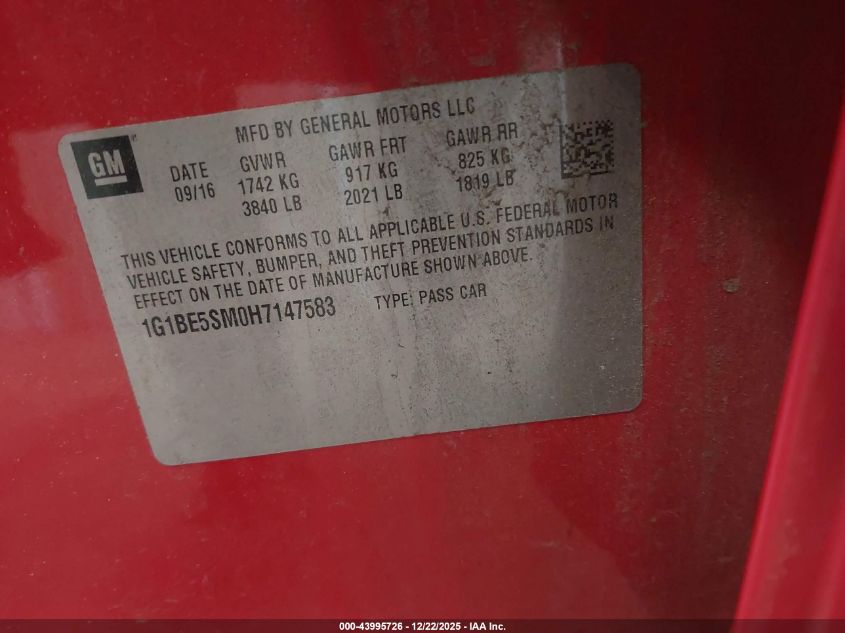 MFD BY GENERAL MOTORS LLC
GM
DATE GVWR GAWR FRT GAWR RR
09/16 1742 KG 917 KG 825 KG
3840 LB 2021 LB 1819 LB
THIS VEHICLE CONFORMS TO ALL APPLICABLE U.S. FEDERAL MOTOR
VEHICLE SAFETY, BUMPER, AND THEFT PREVENTION STANDARDS IN
EFFECT ON THE DATE OF MANUFACTURE SHOWN ABOVE.
1G1BE5SM0H7147583 TYPE: PASS CAR
000-43995726 - 12/22/2025 - IAA Inc.